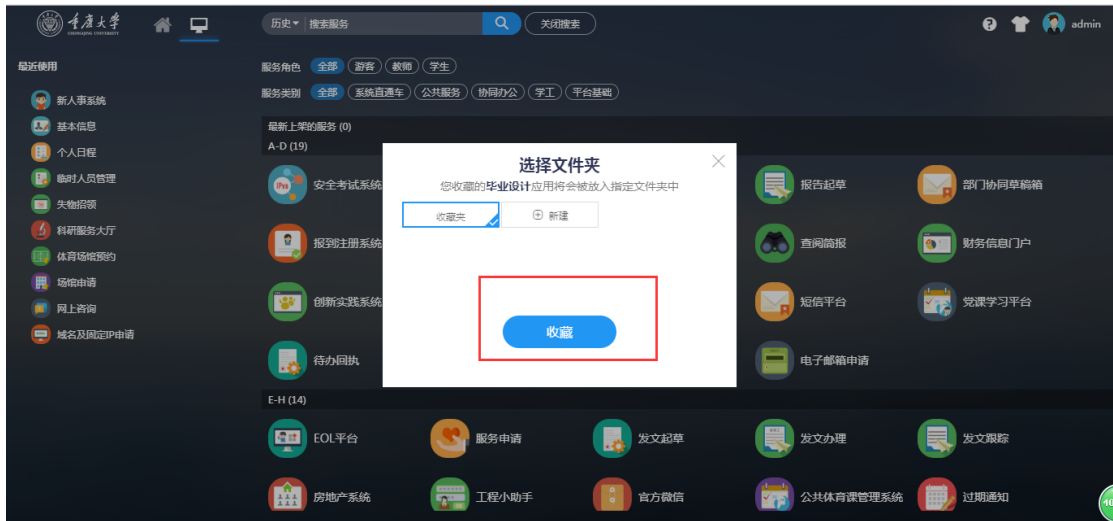 重庆大学
CHONGQING UNIVERSITY
历史 搜索服务
关闭搜索
admin
最近使用
新人事系统
基本信息
个人日程
临时人员管理
失物招领
科研服务大厅
体育场馆预约
场馆申请
网上咨询
域名及固定IP申请
服务角色 全部 游客 教师 学生
服务类别 全部 系统直通车 公共服务 协同办公 学工 平台基础
最新上架的服务 (0)
A-D (19)
安全考试系统
报告起草
部门协同草稿箱
报到注册系统
查阅简报
财务信息门户
创新实践系统
短信平台
党课学习平台
待办回执
电子邮箱申请
选择文件夹
您收藏的毕业设计应用将会被放入指定文件夹中
收藏夹
新建
收藏
E-H (14)
EOL平台
服务申请
发文起草
发文办理
发文跟踪
房地产系统
工程小助手
官方微信
公共体育课管理系统
过期通知